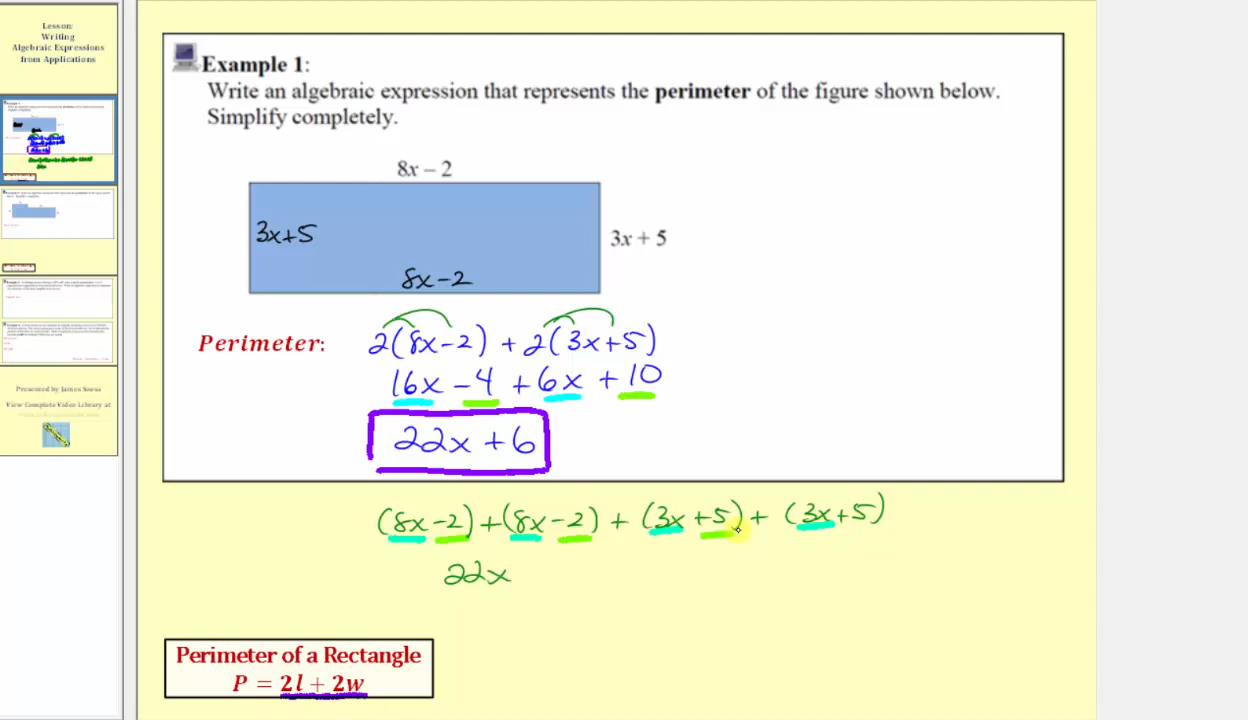 Lesson:
Writing
Algebraic Expressions
from Applications
Presented by James Sousa
View Complete Video Library at
Example 1:
Write an algebraic expression that represents the perimeter of the figure shown below.
Simplify completely.
8x – 2
3x+5
3x + 5
8x-2
Perimeter: 2(8x-2) + 2(3x+5)
16x - 4 + 6x + 10
22x + 6
(8x-2)+(8x-2) + (3x+5) + (3x+5)
22x
Perimeter of a Rectangle
P = 2l + 2w